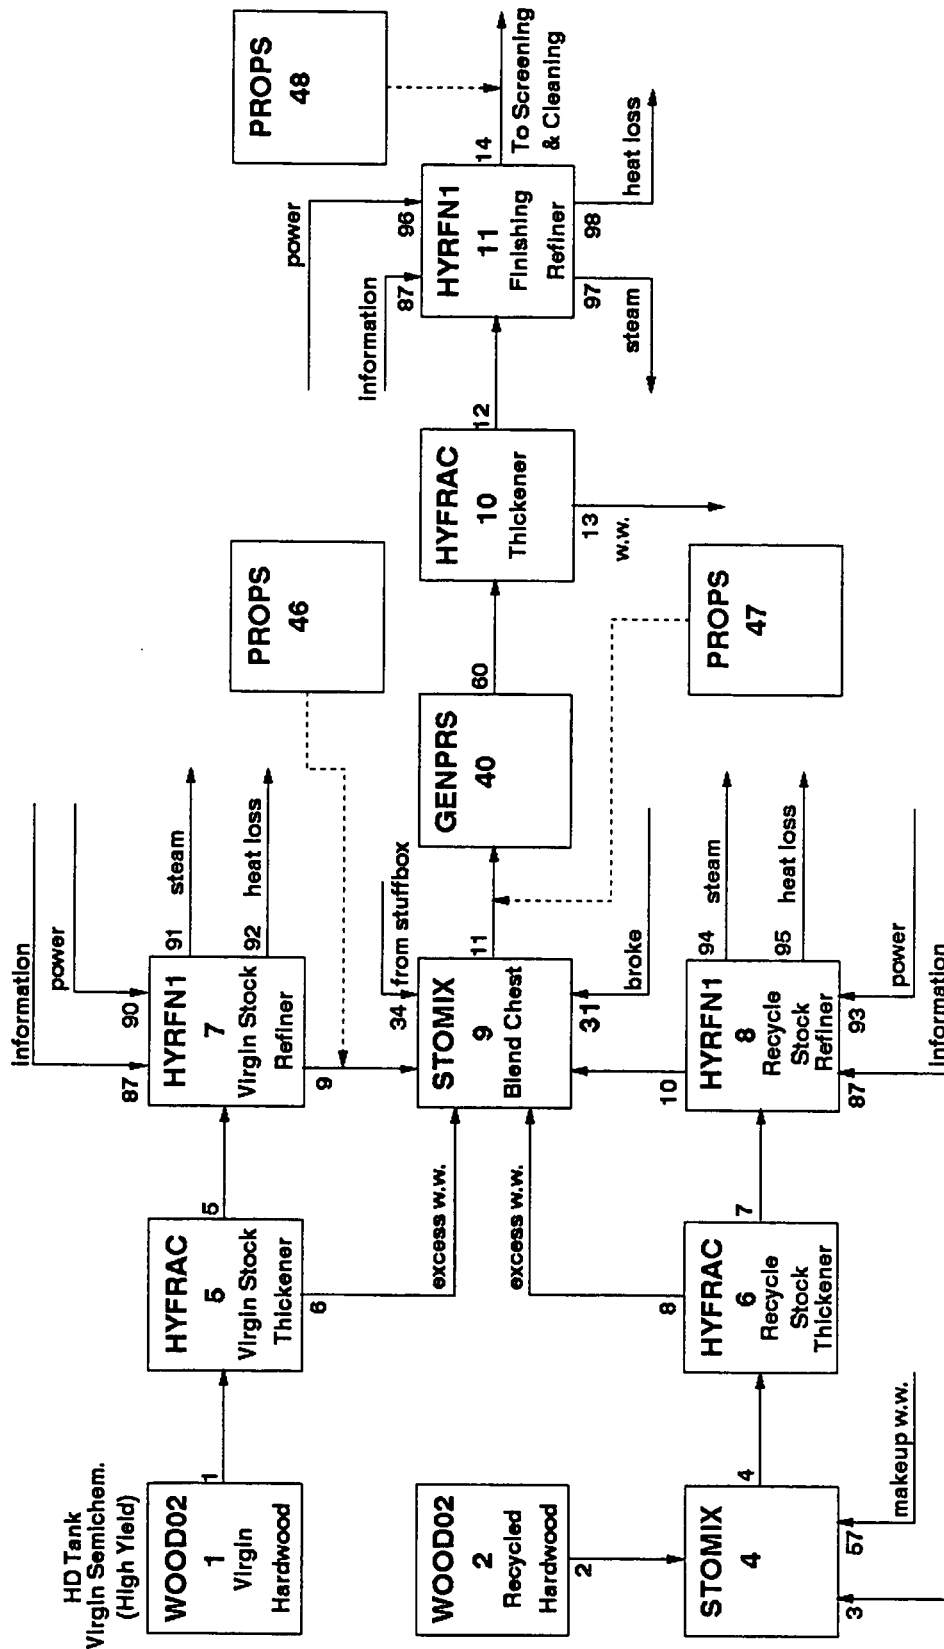 HD Tank
Virgin Semichem.
(High Yield)
WOOD02
1
Virgin
Hardwood
1
HYFRAC
5
Virgin Stock
Thickener
5
6
excess w.w.
information
power
87
90
HYRFN1
7
Virgin Stock
Refiner
91
steam
92
heat loss
9
PROPS
46
WOOD02
2
Recycled
Hardwood
2
STOMIX
4
3
57
makeup w.w.
4
HYFRAC
6
Recycle
Stock
Thickener
8
excess w.w.
7
HYRFN1
8
Recycle
Stock
Refiner
10
94
steam
95
heat loss
87
93
power
information
34
from stuffbox
STOMIX
9
Blend Chest
31
broke
11
GENPRS
40
60
PROPS
47
HYFRAC
10
Thickener
12
13
w.w.
power
information
87
96
HYRFN1
11
Finishing
Refiner
97
steam
98
heat loss
14
To Screening
& Cleaning
PROPS
48